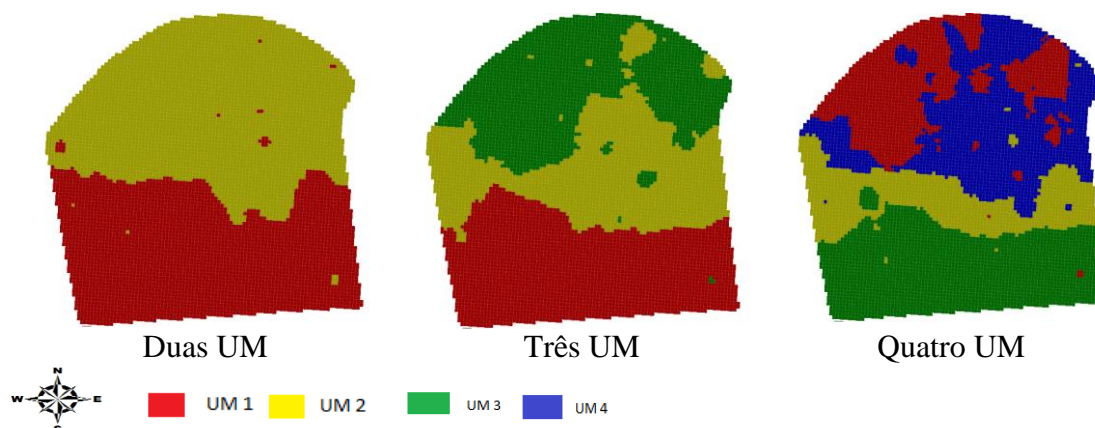 Duas UM
Três UM
Quatro UM
N
W
E
S
UM 1
UM 2
UM 3
UM 4